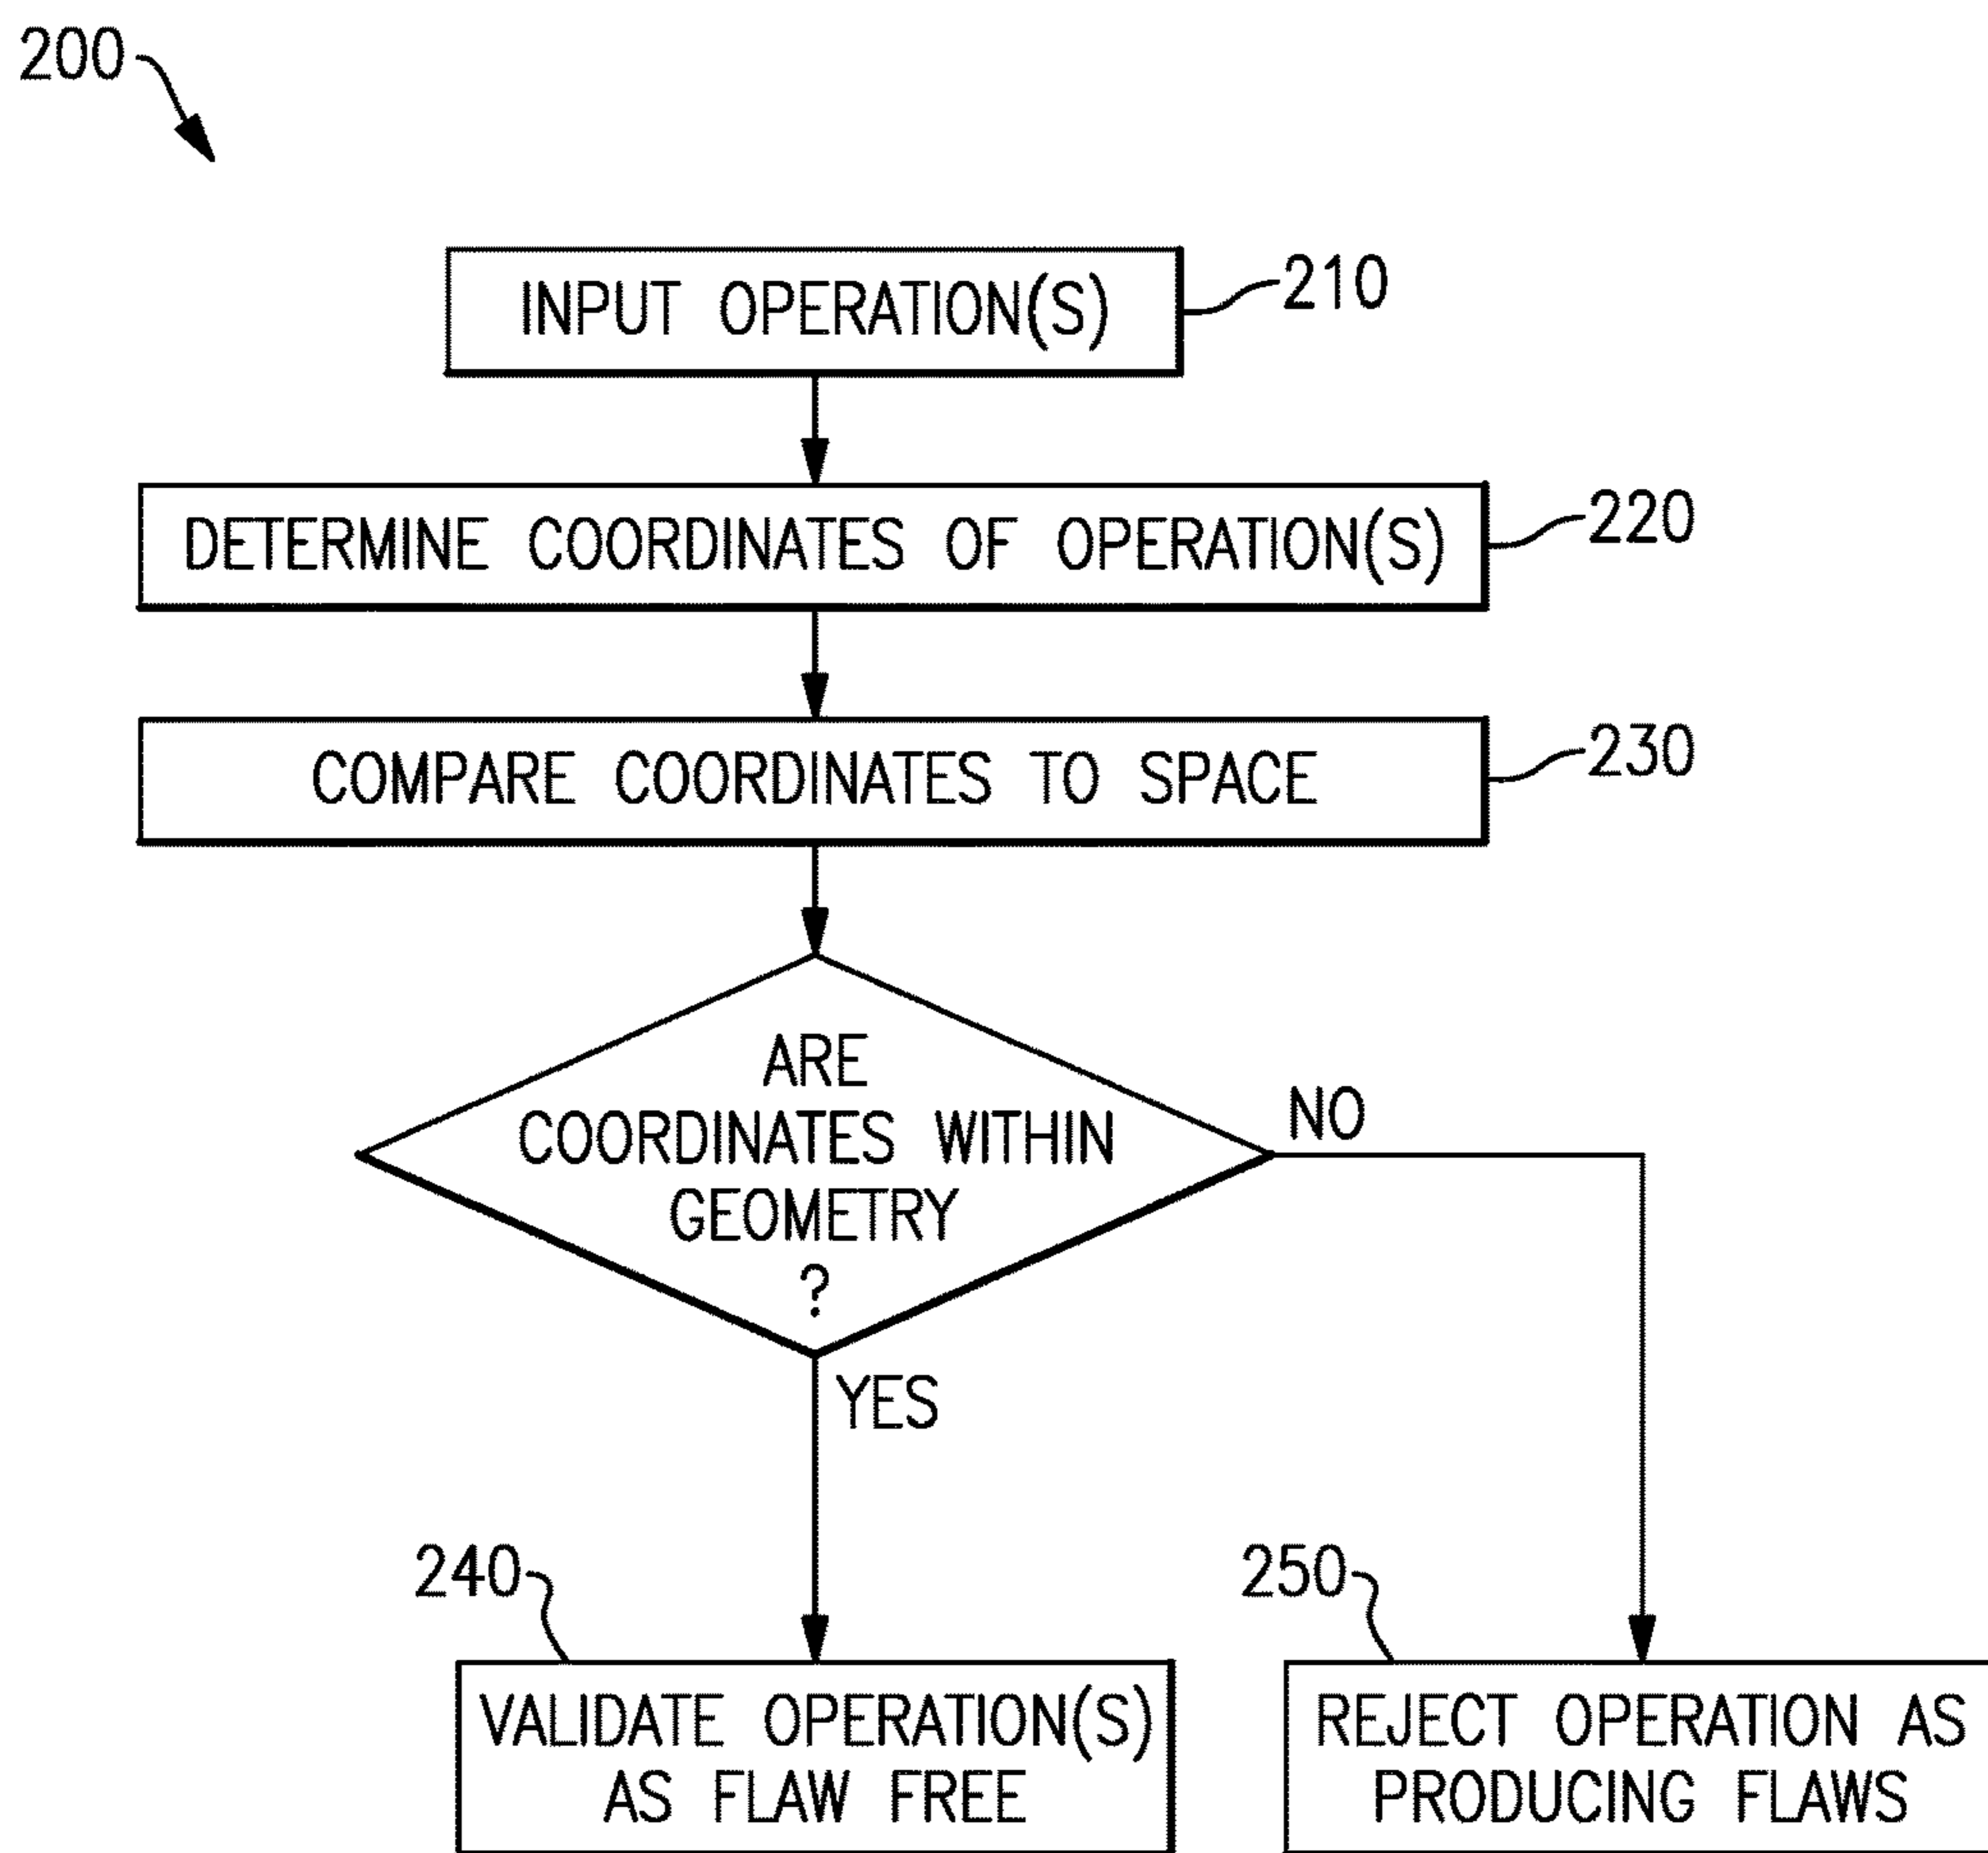 200
INPUT OPERATION(S)
210
DETERMINE COORDINATES OF OPERATION(S)
220
COMPARE COORDINATES TO SPACE
230
ARE
COORDINATES WITHIN
GEOMETRY
?
NO
YES
240
VALIDATE OPERATION(S)
AS FLAW FREE
250
REJECT OPERATION AS
PRODUCING FLAWS